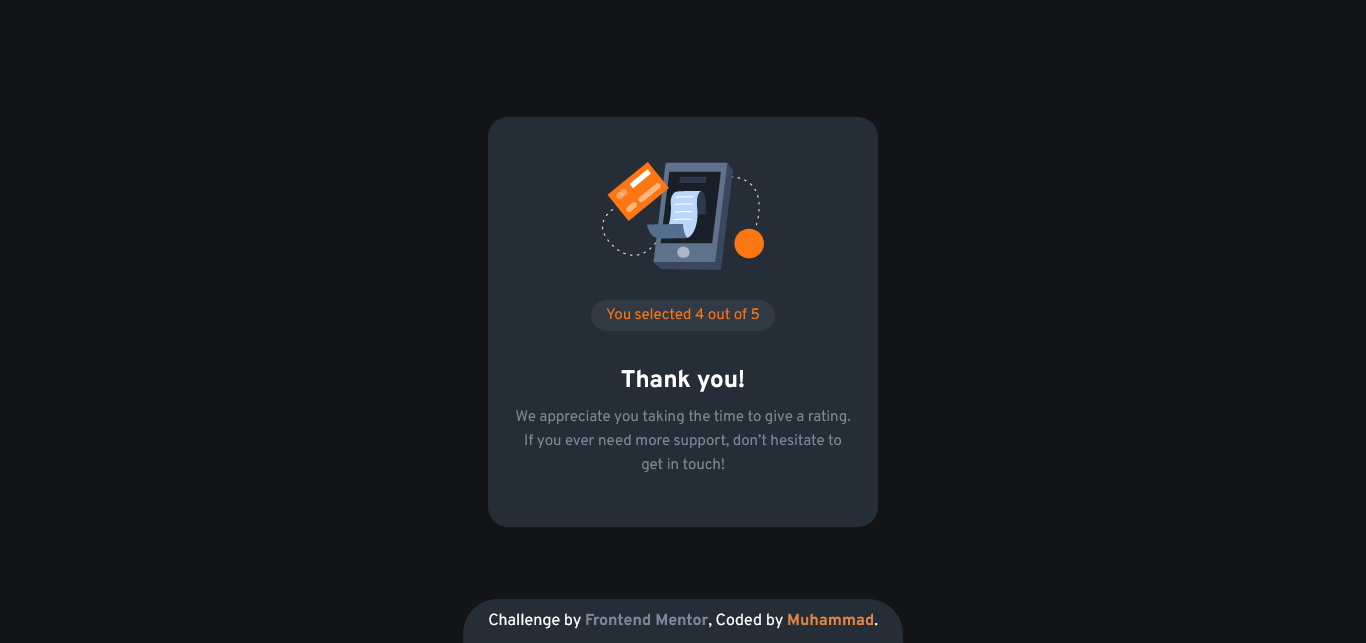 You selected 4 out of 5
Thank you!
We appreciate you taking the time to give a rating.
If you ever need more support, don’t hesitate to
get in touch!
Challenge by Frontend Mentor, Coded by Muhammad.